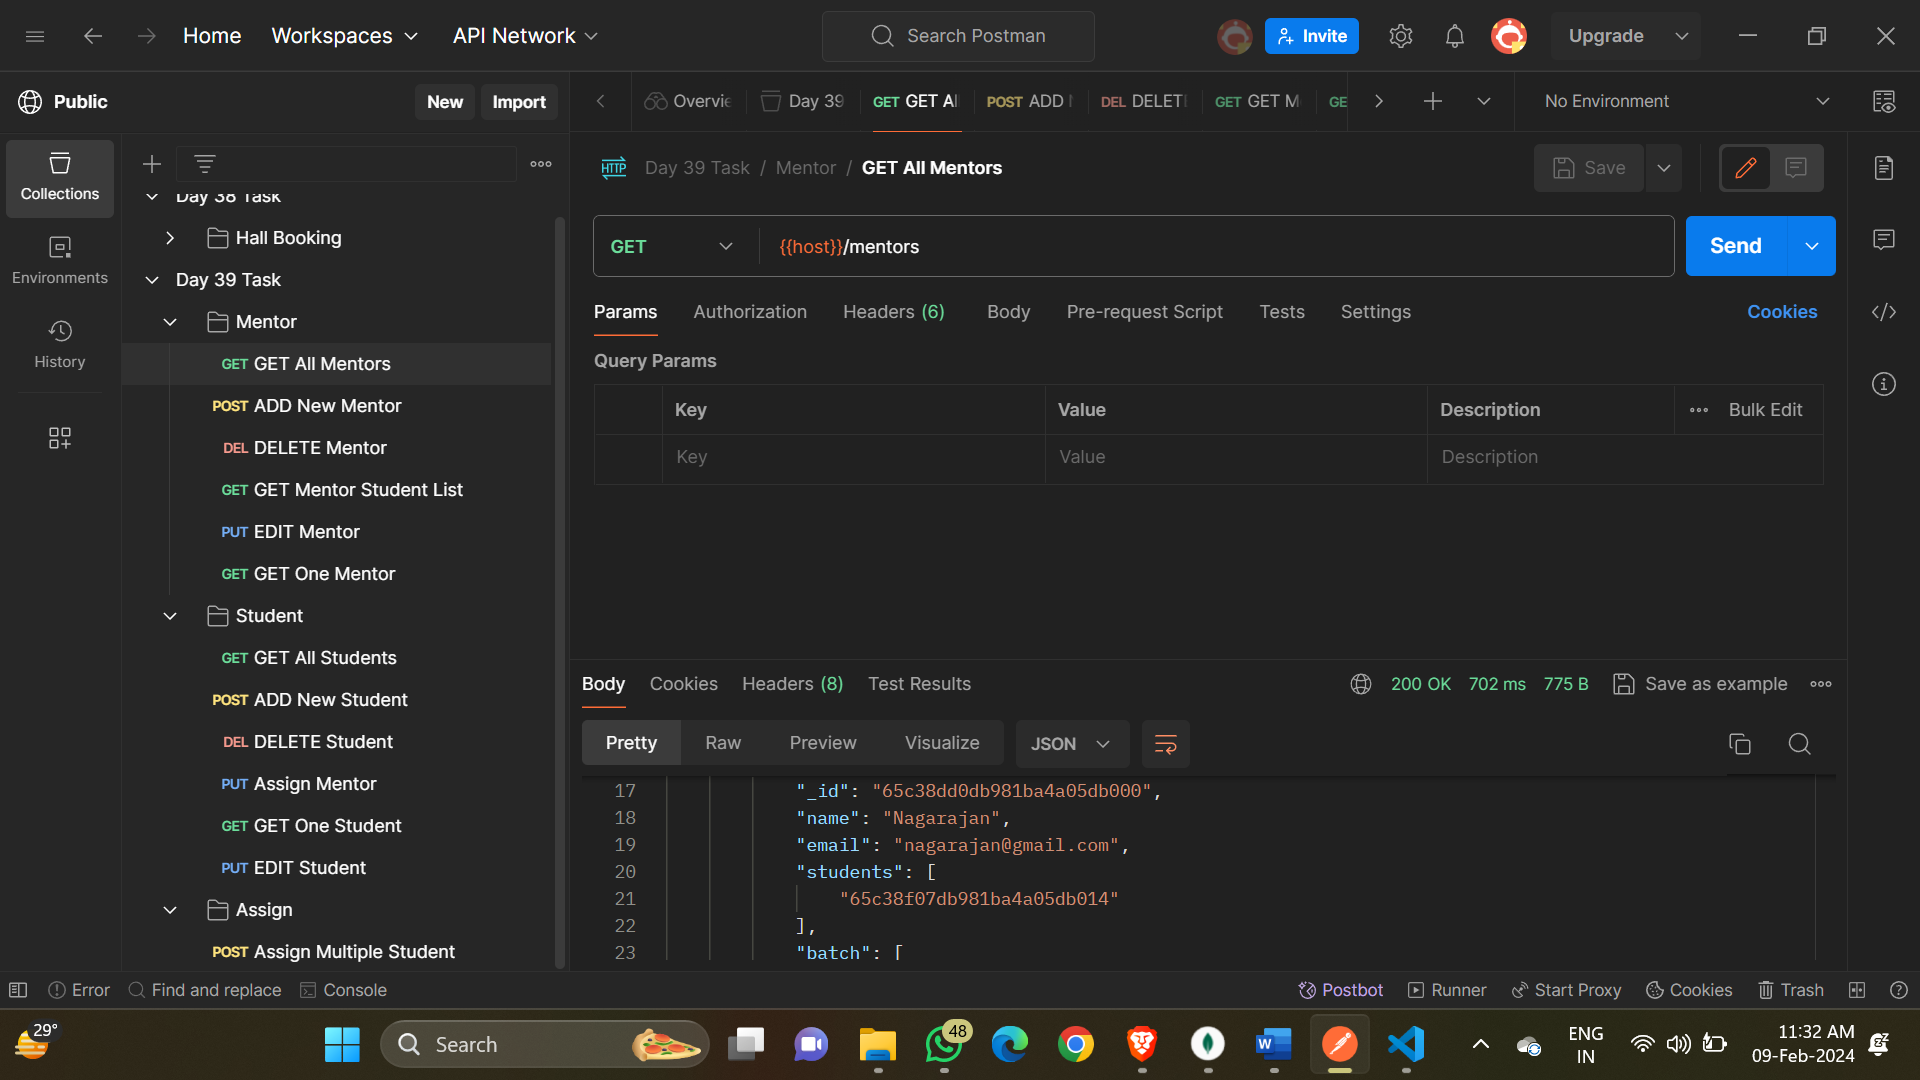 Home Workspaces API Network Search Postman Invite Upgrade
Public New Import Overvie Day 39 GET GET Al POST ADD DEL DELET GET GET M GE No Environment
Collections
Day 38 Task
Hall Booking
Environments
Day 39 Task
Mentor
History
GET GET All Mentors
POST ADD New Mentor
DEL DELETE Mentor
GET GET Mentor Student List
PUT EDIT Mentor
GET GET One Mentor
Student
GET GET All Students
POST ADD New Student
DEL DELETE Student
PUT Assign Mentor
GET GET One Student
PUT EDIT Student
Assign
POST Assign Multiple Student
HTTP Day 39 Task / Mentor / GET All Mentors Save
GET {{host}}/mentors Send
Params Authorization Headers (6) Body Pre-request Script Tests Settings Cookies
Query Params
Key Value Description Bulk Edit
Key Value Description
Body Cookies Headers (8) Test Results 200 OK 702 ms 775 B Save as example
Pretty Raw Preview Visualize JSON
17 "_id": "65c38dd0db981ba4a05db000",
18 "name": "Nagarajan",
19 "email": "nagarajan@gmail.com",
20 "students": [
21 "65c38f07db981ba4a05db014"
22 ],
23 "batch": [
Error Find and replace Console Postbot Runner Start Proxy Cookies Trash
29° Search 48 W ENG
IN
11:32 AM
09-Feb-2024